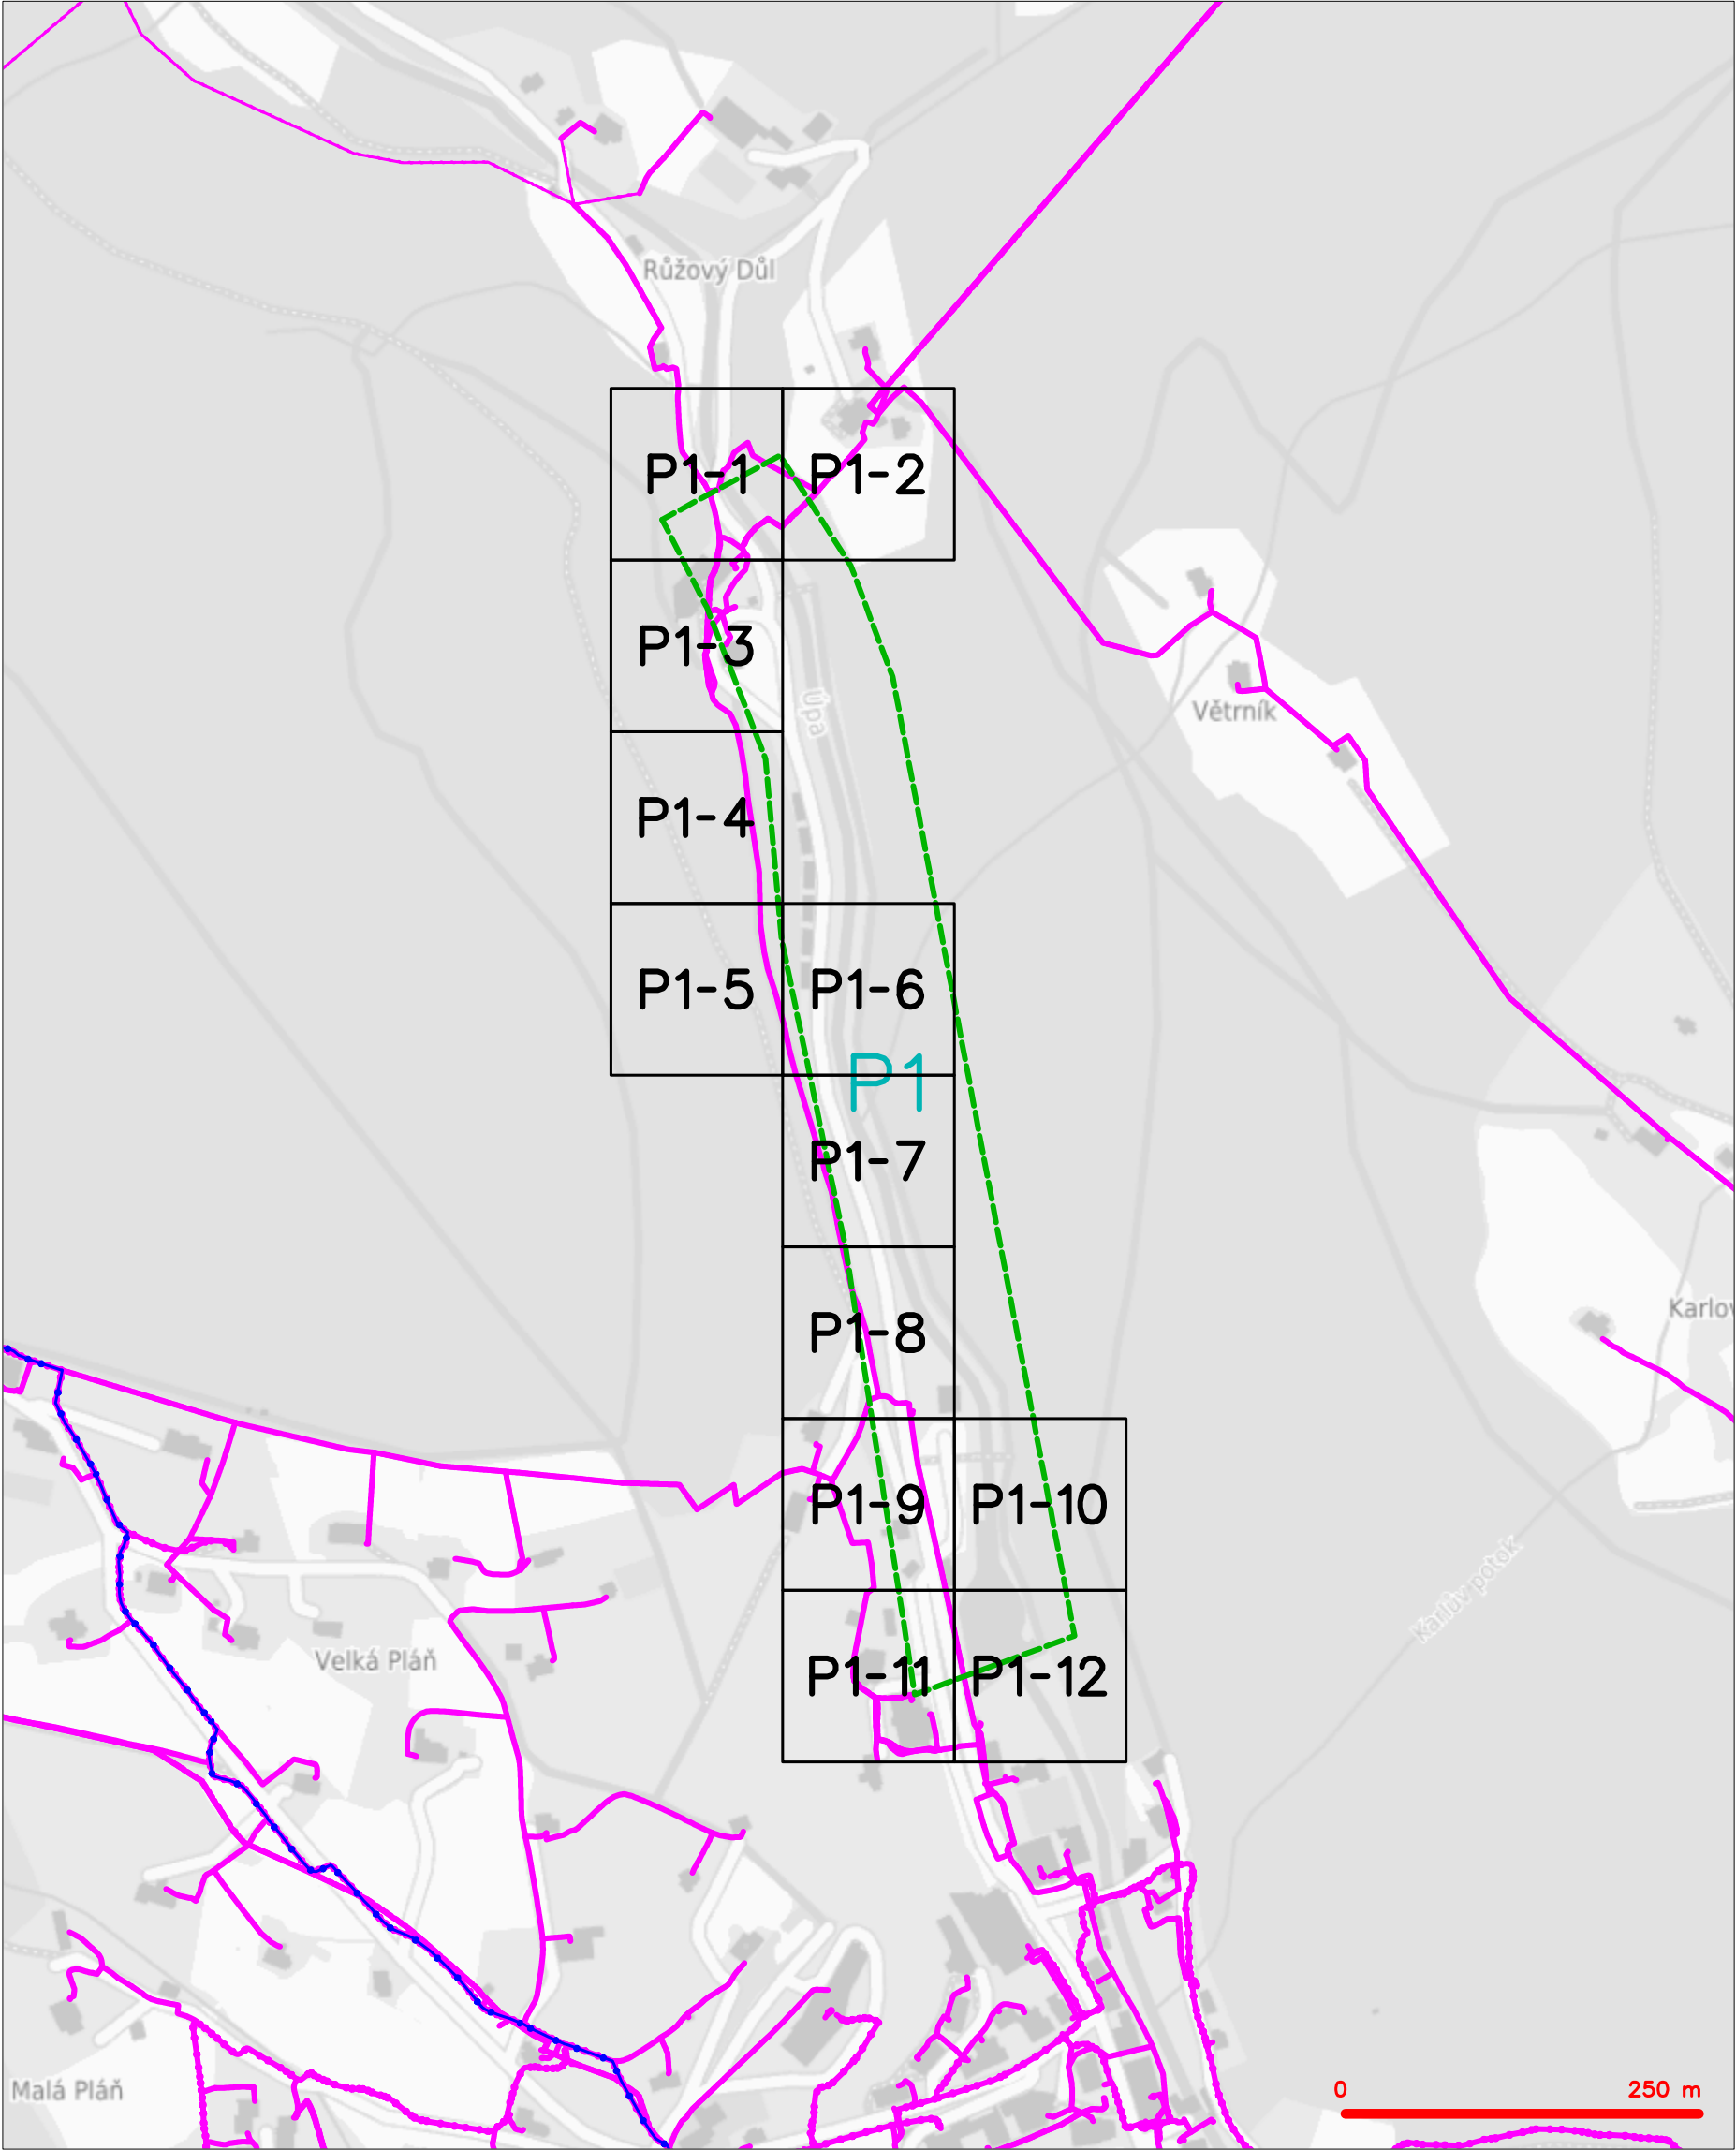 Růžový Důl
P1-1
P1-2
P1-3
Úpa
Větrník
P1-4
P1-5
P1-6
P1
P1-7
Karlov
P1-8
P1-9
P1-10
Karlův potok
Velká Pláň
P1-11
P1-12
Malá Pláň
0
250 m